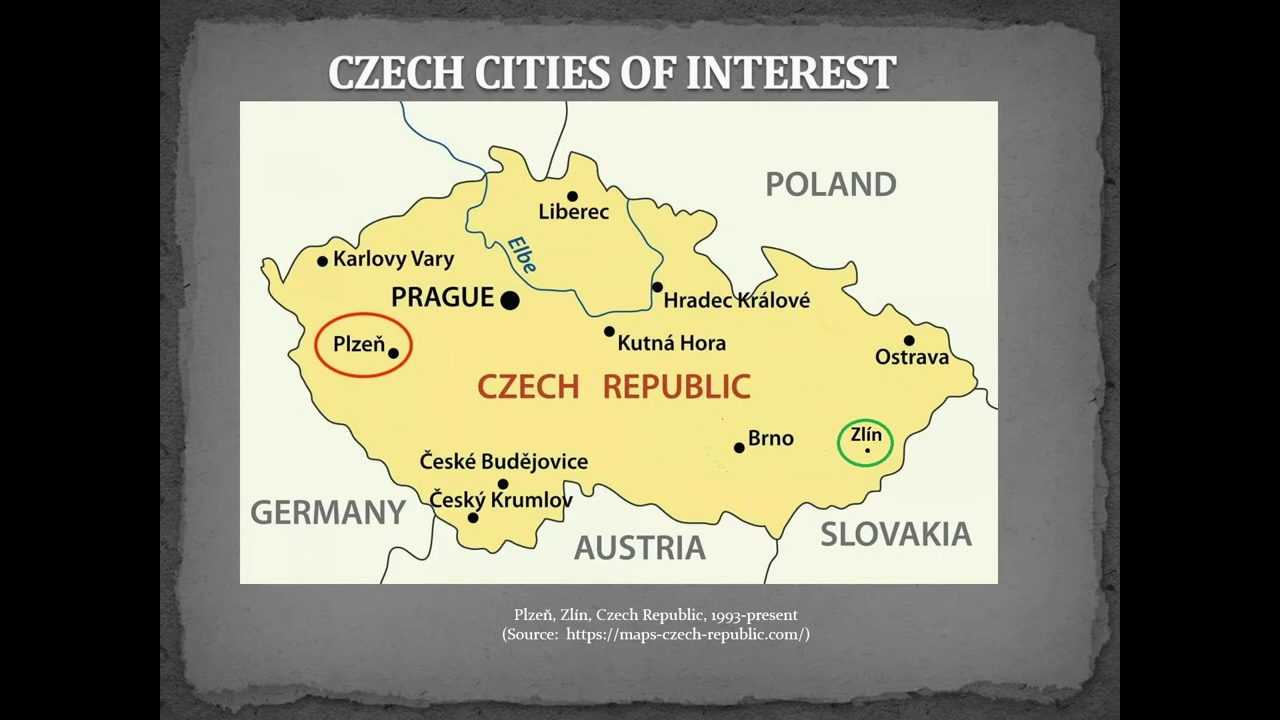 CZECH CITIES OF INTEREST
POLAND
Liberec
Elbe
Karlovy Vary
PRAGUE
Hradec Králové
Plzeň
Kutná Hora
Ostrava
CZECH REPUBLIC
Zlín
Brno
České Budějovice
Český Krumlov
GERMANY
AUSTRIA
SLOVAKIA
Plzeň, Zlín, Czech Republic, 1993-present
(Source: https://maps-czech-republic.com/)